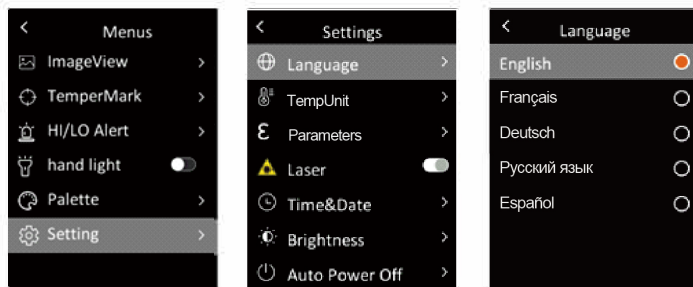 Menus
ImageView
TemperMark
HI/LO Alert
hand light
Palette
Setting
Settings
Language
TempUnit
ε Parameters
Laser
Time&Date
Brightness
Auto Power Off
Language
English
Français
Deutsch
Русский язык
Español